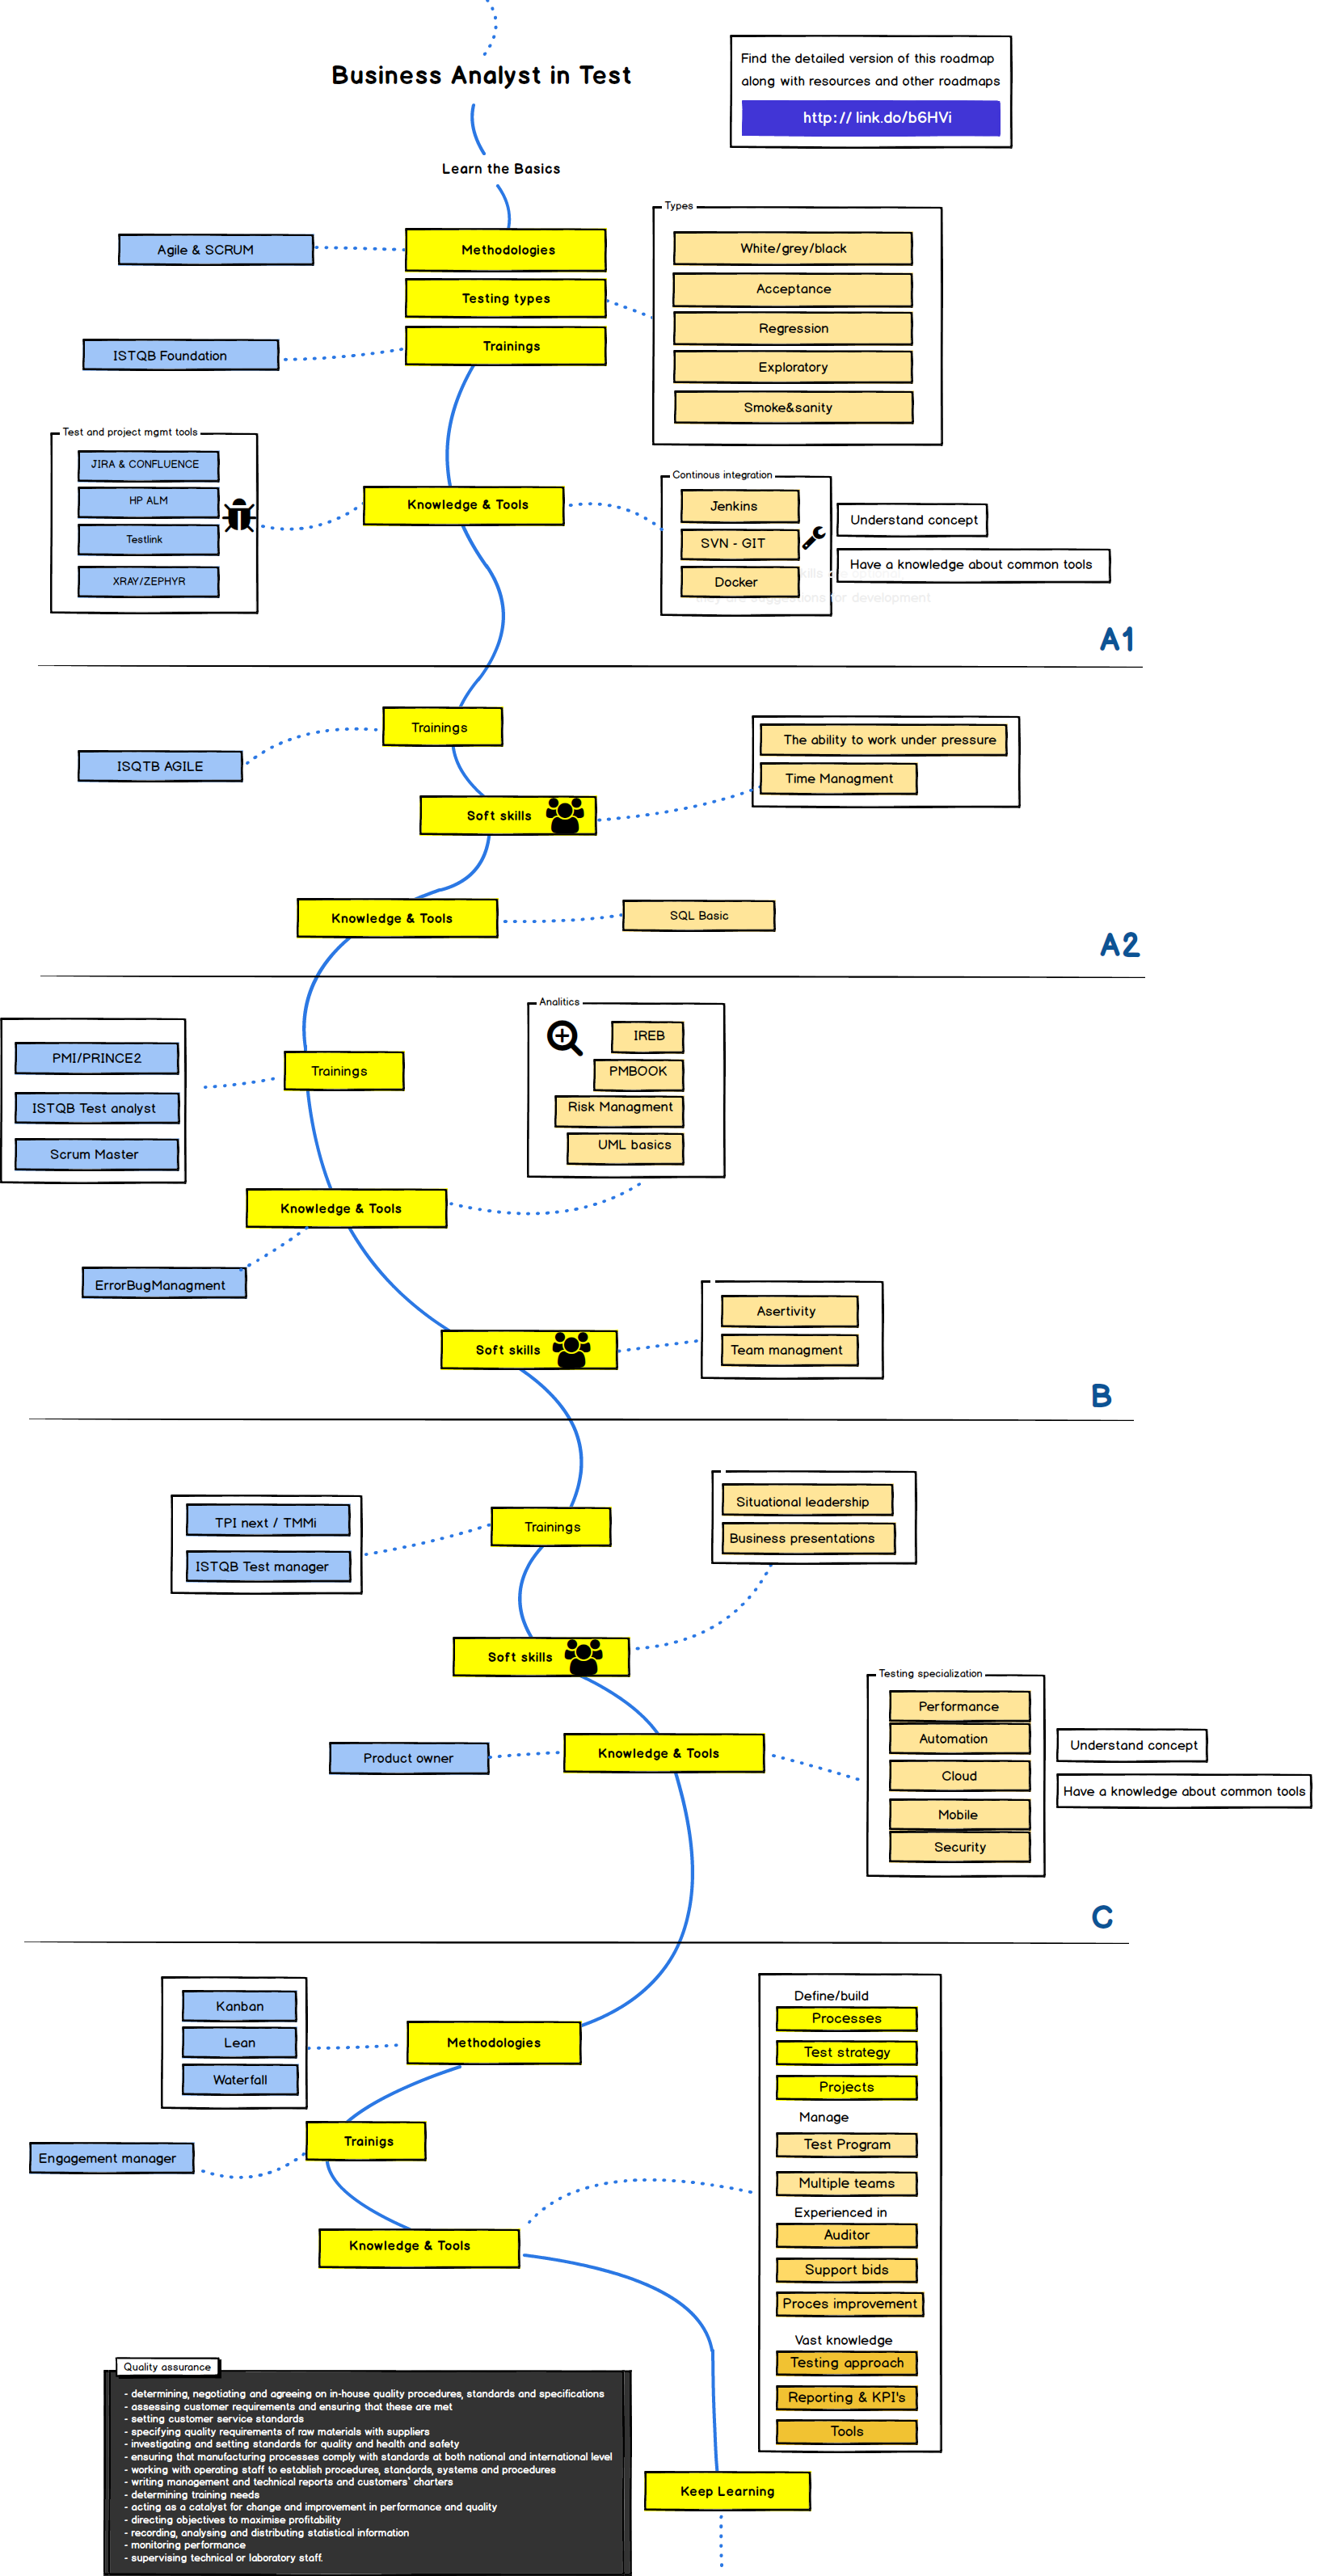 Business Analyst in Test
Find the detailed version of this roadmap
along with resources and other roadmaps
http://link.do/b6HVi
Learn the Basics
Agile & SCRUM
Methodologies
Testing types
Trainings
ISTQB Foundation
Types
White/grey/black
Acceptance
Regression
Exploratory
Smoke&sanity
Test and project mgmt tools
JIRA & CONFLUENCE
HP ALM
Testlink
XRAY/ZEPHYR
Knowledge & Tools
Continous integration
Jenkins
SVN - GIT
Docker
Understand concept
Have a knowledge about common tools
for development
A1
Trainings
ISQTB AGILE
The ability to work under pressure
Time Managment
Soft skills
Knowledge & Tools
SQL Basic
A2
PMI/PRINCE2
ISTQB Test analyst
Scrum Master
Trainings
Analitics
IREB
PMBOOK
Risk Managment
UML basics
Knowledge & Tools
ErrorBugManagment
Soft skills
Asertivity
Team managment
B
TPI next / TMMi
ISTQB Test manager
Trainings
Situational leadership
Business presentations
Soft skills
Product owner
Knowledge & Tools
Testing specialization
Performance
Automation
Cloud
Mobile
Security
Understand concept
Have a knowledge about common tools
C
Kanban
Lean
Waterfall
Methodologies
Trainigs
Engagement manager
Knowledge & Tools
Define/build
Processes
Test strategy
Projects
Manage
Test Program
Multiple teams
Experienced in
Auditor
Support bids
Proces improvement
Vast knowledge
Testing approach
Reporting & KPI's
Tools
Quality assurance
- determining, negotiating and agreeing on in-house quality procedures, standards and specifications
- assessing customer requirements and ensuring that these are met
- setting customer service standards
- specifying quality requirements of raw materials with suppliers
- investigating and setting standards for quality and health and safety
- ensuring that manufacturing processes comply with standards at both national and international level
- working with operating staff to establish procedures, standards, systems and procedures
- writing management and technical reports and customers' charters
- determining training needs
- acting as a catalyst for change and improvement in performance and quality
- directing objectives to maximise profitability
- recording, analysing and distributing statistical information
- monitoring performance
- supervising technical or laboratory staff.
Keep Learning